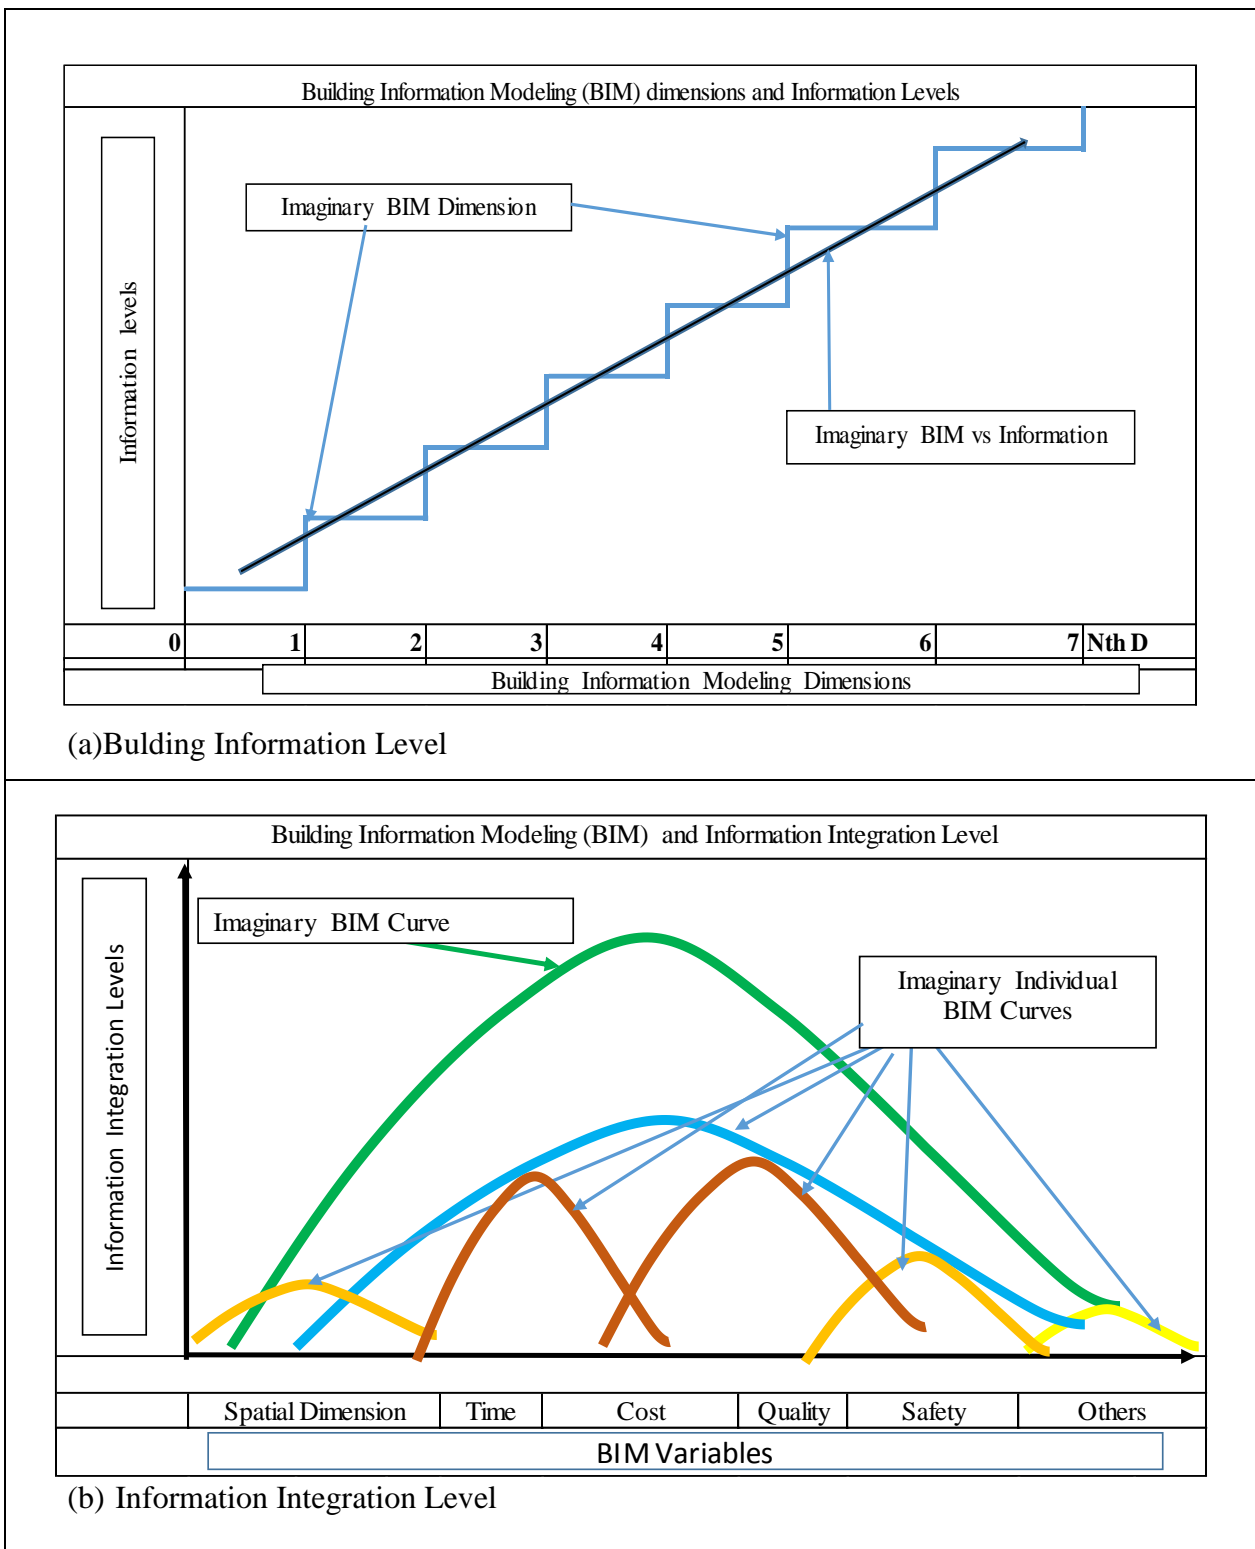 Building Information Modeling (BIM) dimensions and Information Levels
Imaginary BIM Dimension
Information levels
Imaginary BIM vs Information
0 1 2 3 4 5 6 7 Nth D
Building Information Modeling Dimensions
(a)Bulding Information Level
Building Information Modeling (BIM) and Information Integration Level
Imaginary BIM Curve
Imaginary Individual
BIM Curves
Information Integration Levels
Spatial Dimension Time Cost Quality Safety Others
BIM Variables
(b) Information Integration Level